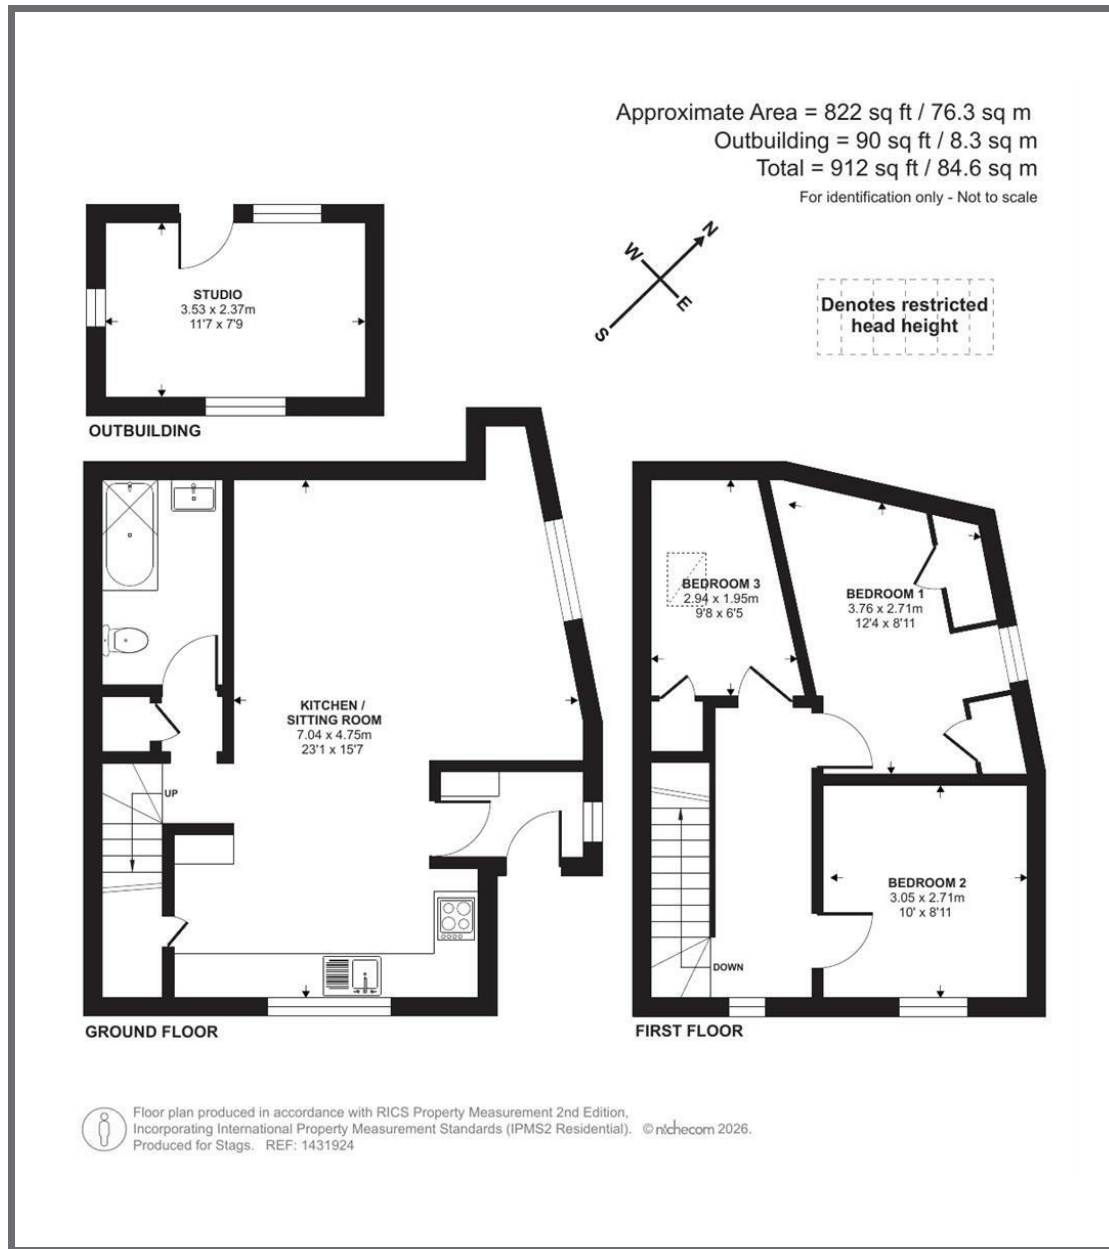 Approximate Area = 822 sq ft / 76.3 sq m
Outbuilding = 90 sq ft / 8.3 sq m
Total = 912 sq ft / 84.6 sq m
For identification only - Not to scale
N
W
E
S
Denotes restricted
head height
STUDIO
3.53 x 2.37m
11'7 x 7'9
OUTBUILDING
KITCHEN /
SITTING ROOM
7.04 x 4.75m
23'1 x 15'7
UP
GROUND FLOOR
BEDROOM 3
2.94 x 1.95m
9'8 x 6'5
BEDROOM 1
3.76 x 2.71m
12'4 x 8'11
BEDROOM 2
3.05 x 2.71m
10' x 8'11
DOWN
FIRST FLOOR
Floor plan produced in accordance with RICS Property Measurement 2nd Edition,
Incorporating International Property Measurement Standards (IPMS2 Residential). © nichecom 2026.
Produced for Stags. REF: 1431924